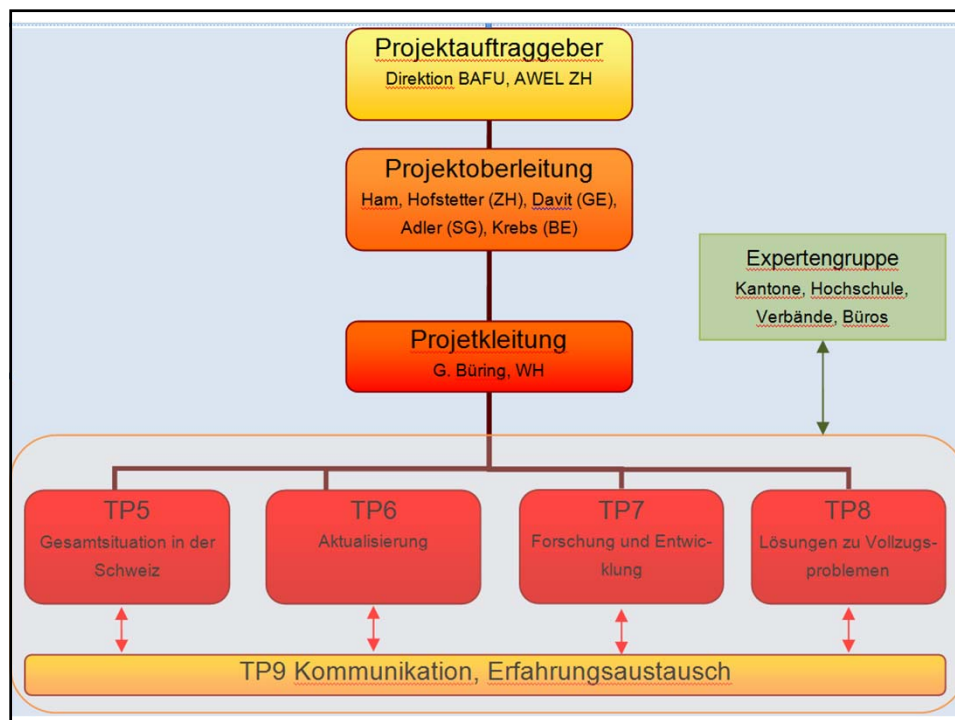 Projektauftraggeber
Direktion BAFU, AWEL ZH
Projektoberleitung
Ham, Hofstetter (ZH), Davit (GE),
Adler (SG), Krebs (BE)
Expertengruppe
Kantone, Hochschule,
Verbände, Büros
Projetkleitung
G. Büring, WH
TP5
Gesamtsituation in der
Schweiz
TP6
Aktualisierung
TP7
Forschung und Entwic-
klung
TP8
Lösungen zu Vollzugs-
problemen
TP9 Kommunikation, Erfahrungsaustausch